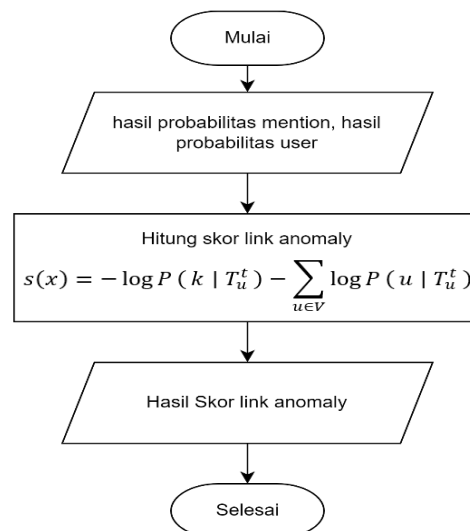 Mulai
hasil probabilitas mention, hasil
probabilitas user
Hitung skor link anomaly
s(x) = − log P ( k | T_u^t ) − ∑_{u∈V} log P ( u | T_u^t )
Hasil Skor link anomaly
Selesai